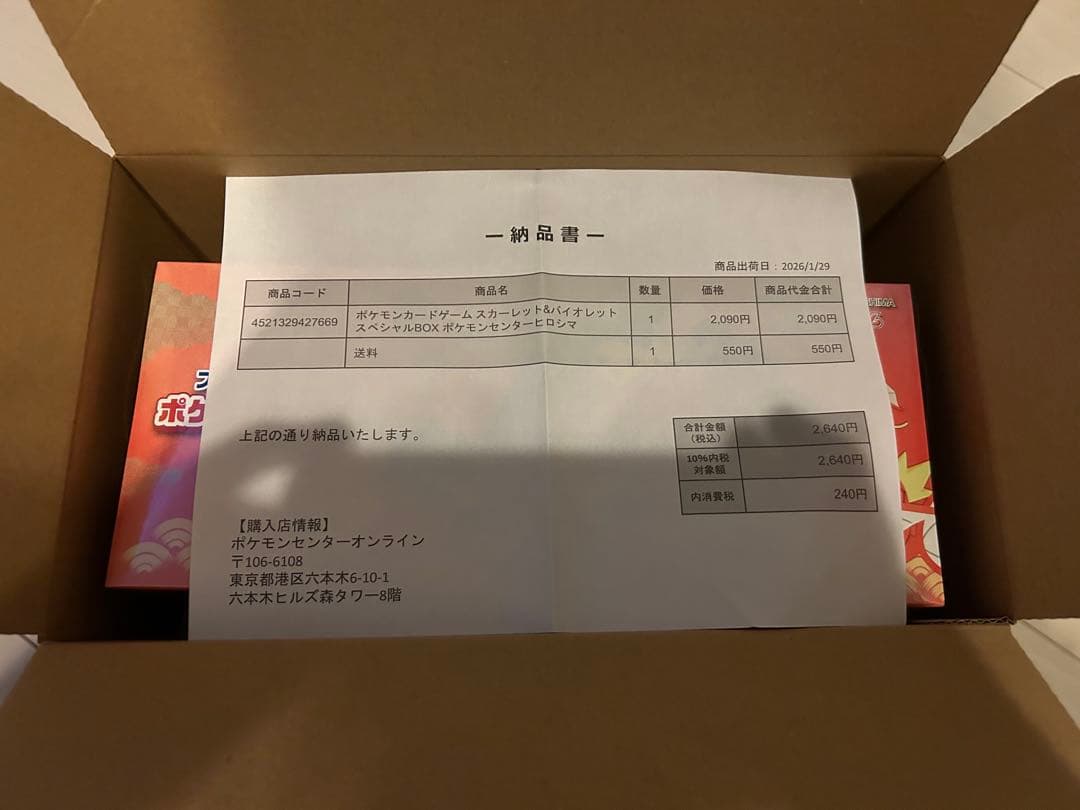 ー納品書ー
商品出荷日：2026/1/29
商品コード 商品名 数量 価格 商品代金合計
4521329427669 ポケモンカードゲーム スカーレット&バイオレット 1 2,090円 2,090円
スペシャルBOX ポケモンセンターヒロシマ
送料 1 550円 550円
上記の通り納品いたします。
合計金額 2,640円
（税込）
10%内税 2,640円
対象額
内消費税 240円
【購入店情報】
ポケモンセンターオンライン
〒106-6108
東京都港区六本木6-10-1
六本木ヒルズ森タワー8階
ポケ